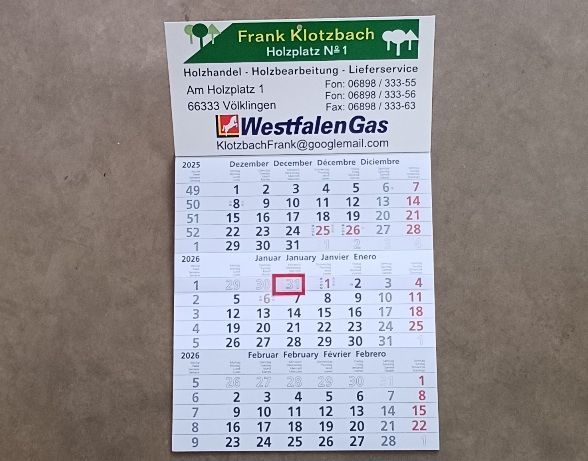 Frank Klotzbach
Holzplatz Nº 1
Holzhandel - Holzbearbeitung - Lieferservice
Am Holzplatz 1
66333 Völklingen
Fon: 06898 / 333-55
Fon: 06898 / 333-56
Fax: 06898 / 333-63
WestfalenGas
KlotzbachFrank@googlemail.com
2025 Dezember December Décembre Diciembre
49 1 2 3 4 5 6 7
50 8 9 10 11 12 13 14
51 15 16 17 18 19 20 21
52 22 23 24 25 26 27 28
1 29 30 31 1 2 3 4
2026 Januar January Janvier Enero
1 29 30 31 1 2 3 4
2 5 6 7 8 9 10 11
3 12 13 14 15 16 17 18
4 19 20 21 22 23 24 25
5 26 27 28 29 30 31 1
2026 Februar February Février Febrero
5 26 27 28 29 30 31 1
6 2 3 4 5 6 7 8
7 9 10 11 12 13 14 15
8 16 17 18 19 20 21 22
9 23 24 25 26 27 28 1